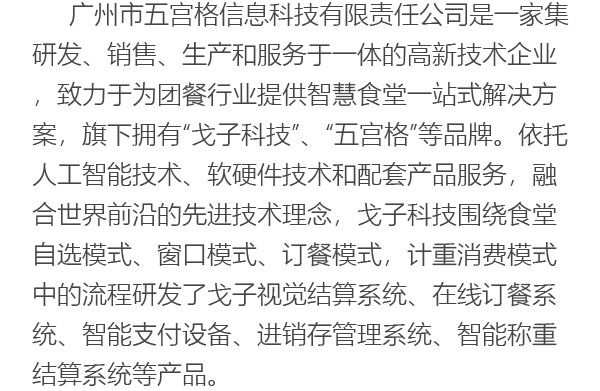 广州市五宫格信息科技有限责任公司是一家集
研发、销售、生产和服务于一体的高新技术企业
，致力于为团餐行业提供智慧食堂一站式解决方
案，旗下拥有“戈子科技”、“五宫格”等品牌。依托
人工智能技术、软硬件技术和配套产品服务，融
合世界前沿的先进技术理念，戈子科技围绕食堂
自选模式、窗口模式、订餐模式，计重消费模式
中的流程研发了戈子视觉结算系统、在线订餐系
统、智能支付设备、进销存管理系统、智能称重
结算系统等产品。